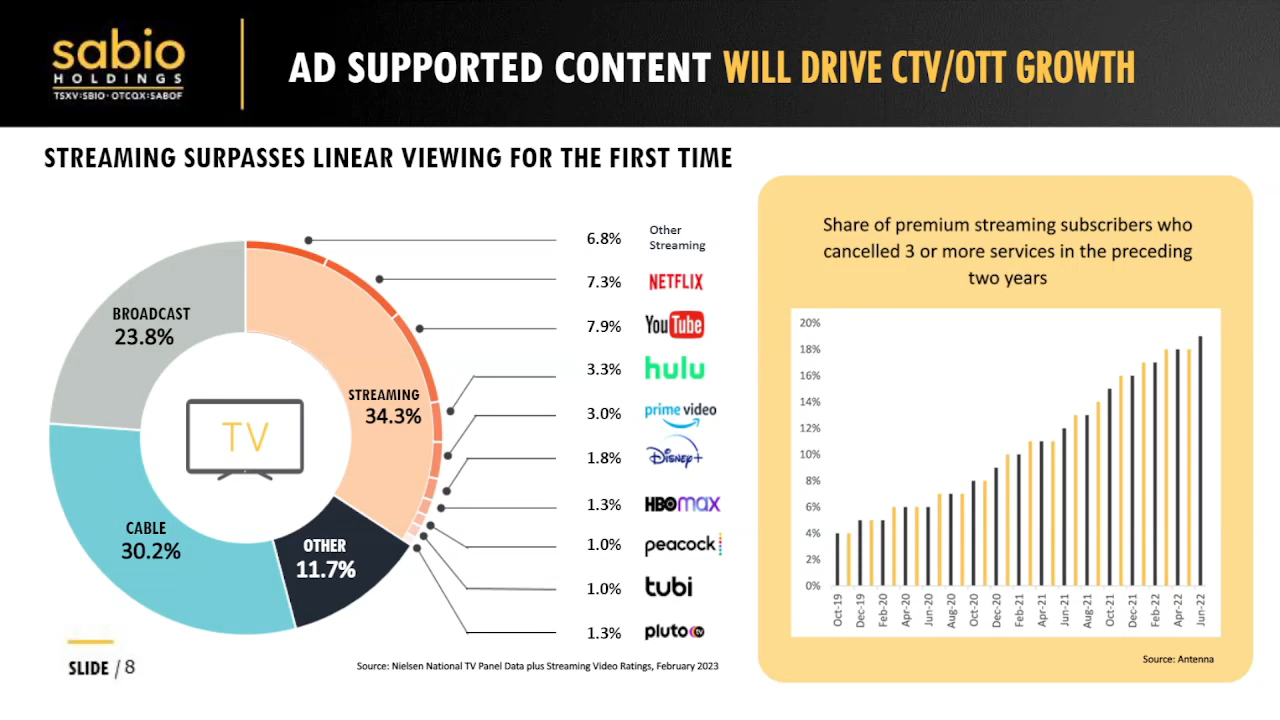 sabio
HOLDINGS
TSXV:SBIO · OTCQX:SABOF
AD SUPPORTED CONTENT WILL DRIVE CTV/OTT GROWTH
STREAMING SURPASSES LINEAR VIEWING FOR THE FIRST TIME
BROADCAST
23.8%
STREAMING
34.3%
TV
CABLE
30.2%
OTHER
11.7%
6.8% Other
Streaming
7.3% NETFLIX
7.9% YouTube
3.3% hulu
3.0% prime video
1.8% Disney+
1.3% HBOmax
1.0% peacock
1.0% tubi
1.3% pluto tv
Source: Nielsen National TV Panel Data plus Streaming Video Ratings, February 2023
SLIDE / 8
Share of premium streaming subscribers who
cancelled 3 or more services in the preceding
two years
20%
18%
16%
14%
12%
10%
8%
6%
4%
2%
0%
Oct-19
Dec-19
Feb-20
Apr-20
Jun-20
Aug-20
Oct-20
Dec-20
Feb-21
Apr-21
Jun-21
Aug-21
Oct-21
Dec-21
Feb-22
Apr-22
Jun-22
Source: Antenna